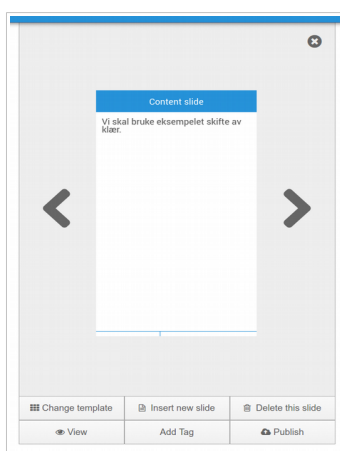 Content slide
Vi skal bruke eksempelet skifte av
klær.
Change template
Insert new slide
Delete this slide
View
Add Tag
Publish